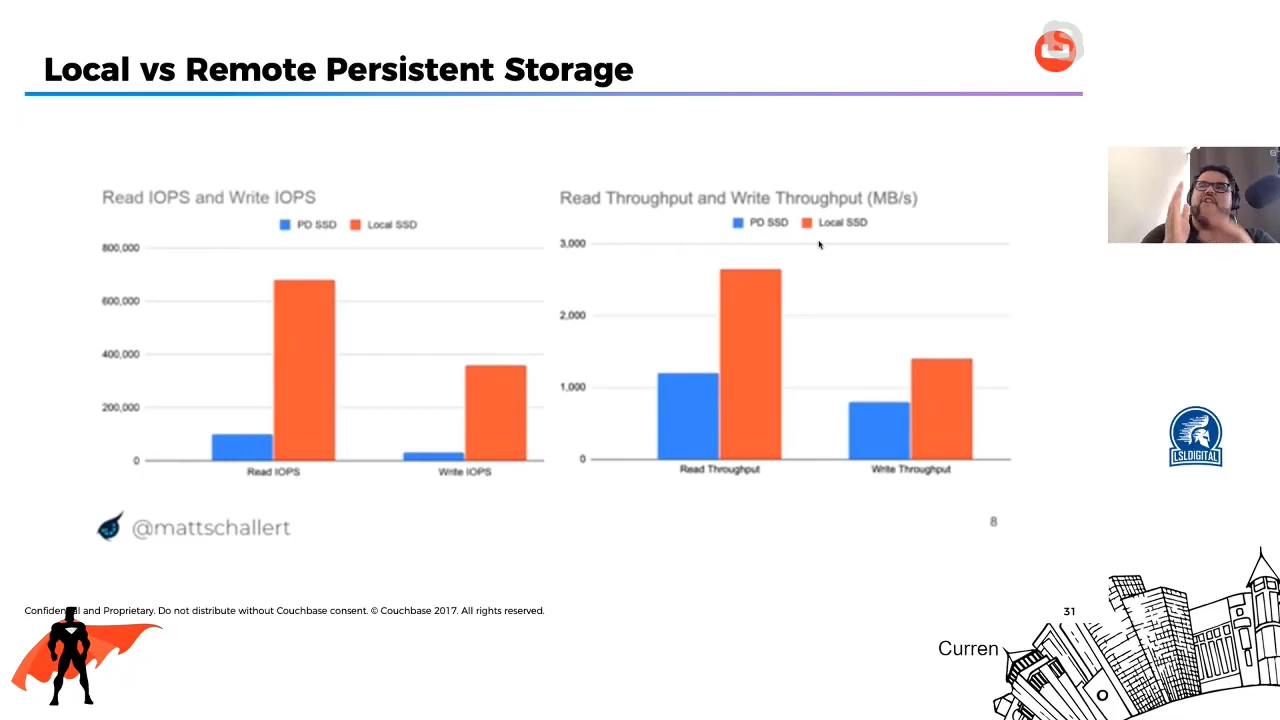 Local vs Remote Persistent Storage
Read IOPS and Write IOPS
PD SSD
Local SSD
800,000
600,000
400,000
200,000
0
Read IOPS
Write IOPS
Read Throughput and Write Throughput (MB/s)
PD SSD
Local SSD
3,000
2,000
1,000
0
Read Throughput
Write Throughput
LSLDIGITAL
@mattschallert
8
Confidential and Proprietary. Do not distribute without Couchbase consent. © Couchbase 2017. All rights reserved.
31
Curren